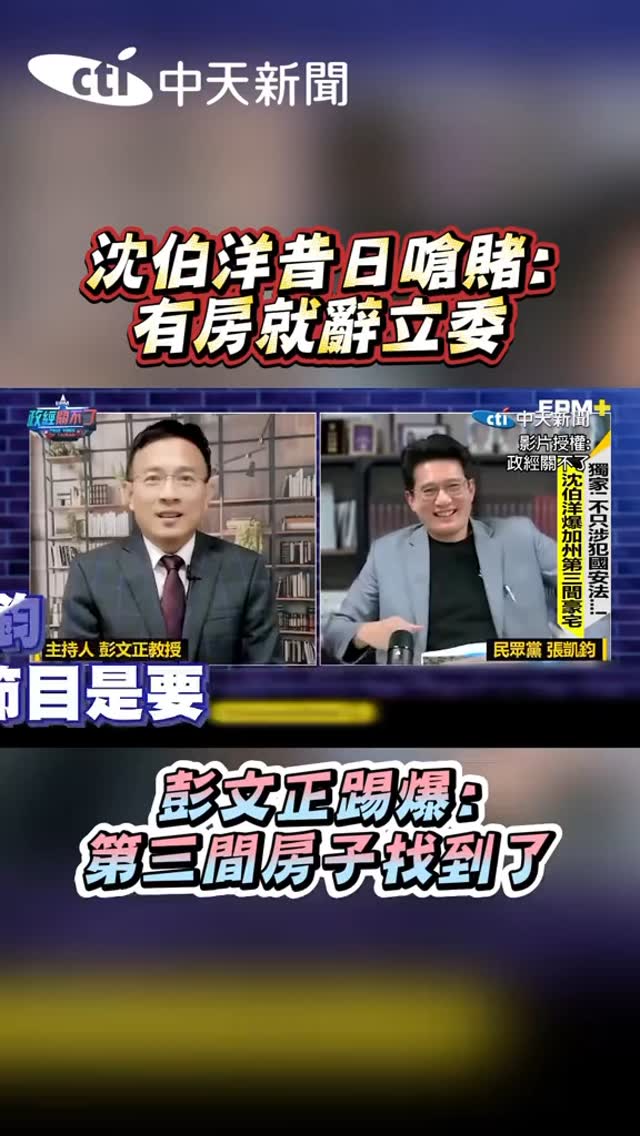 cti 中天新聞
沈伯洋昔日嗆賭:
有房就辭立委
EPM
政經關不了
EPM+
cti 中天新聞
影片授權:
政經關不了
獨家!不只涉犯國安法…!
沈伯洋爆加州第三間豪宅
主持人 彭文正教授
民眾黨 張凱鈞
鈞
節目是要
彭文正踢爆:
第三間房子找到了